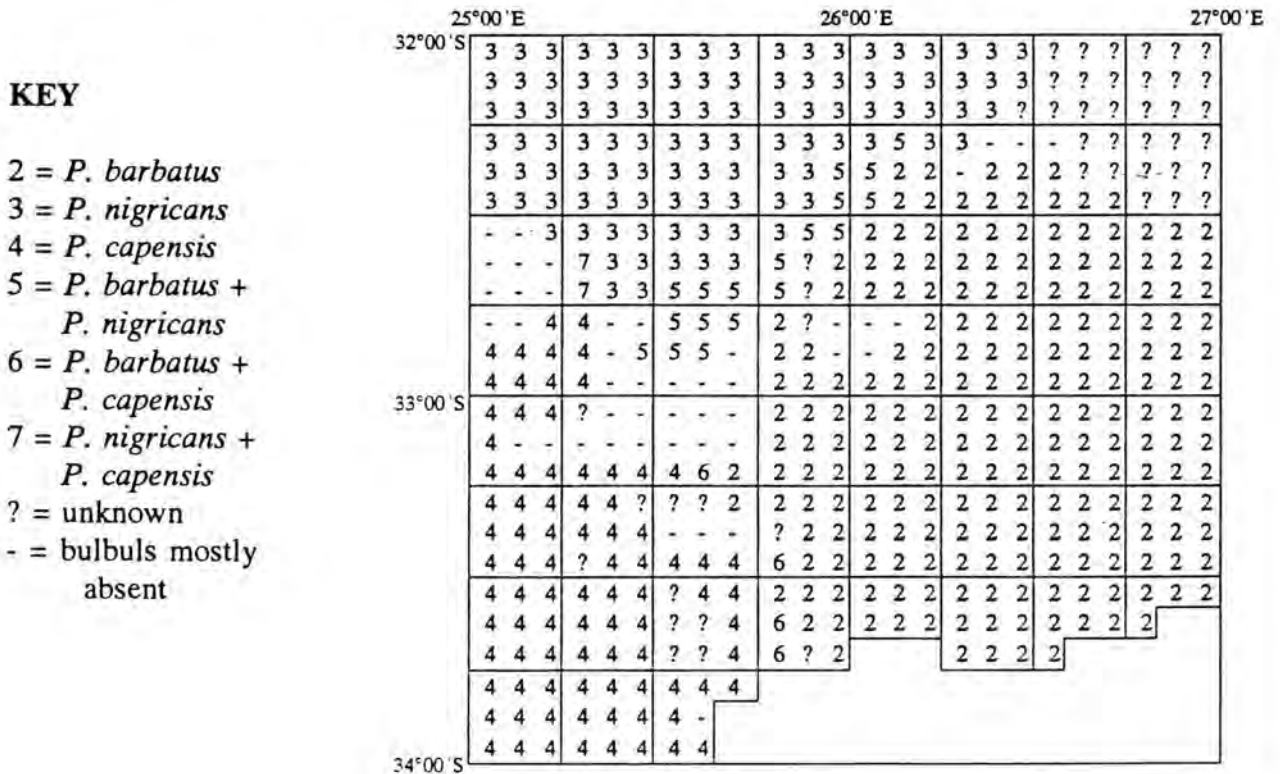 25°00'E 26°00'E 27°00'E
32°00'S
3 3 3 3 3 3 3 3 3 3 3 3 3 3 3 3 3 3 ? ? ? ? ? ?
3 3 3 3 3 3 3 3 3 3 3 3 3 3 3 3 3 3 ? ? ? ? ? ?
3 3 3 3 3 3 3 3 3 3 3 3 3 3 3 3 3 ? ? ? ? ? ? ?
3 3 3 3 3 3 3 3 3 3 3 3 3 5 3 3 - - - ? ? ? ? ?
3 3 3 3 3 3 3 3 3 3 3 5 5 2 2 - 2 2 2 ? ? ? ? ?
3 3 3 3 3 3 3 3 3 3 3 5 5 2 2 2 2 2 2 2 2 ? ? ?
- - 3 3 3 3 3 3 3 3 5 5 2 2 2 2 2 2 2 2 2 2 2 2
- - - 7 3 3 3 3 3 5 ? 2 2 2 2 2 2 2 2 2 2 2 2 2
- - - 7 3 3 5 5 5 5 ? 2 2 2 2 2 2 2 2 2 2 2 2 2
- - 4 4 - - 5 5 5 2 ? - - - 2 2 2 2 2 2 2 2 2 2
4 4 4 4 - 5 5 5 - 2 2 - - 2 2 2 2 2 2 2 2 2 2 2
4 4 4 4 - - - - - 2 2 2 2 2 2 2 2 2 2 2 2 2 2 2
33°00'S
4 4 4 ? - - - - - 2 2 2 2 2 2 2 2 2 2 2 2 2 2 2
4 - - - - - - - - 2 2 2 2 2 2 2 2 2 2 2 2 2 2 2
4 4 4 4 4 4 4 6 2 2 2 2 2 2 2 2 2 2 2 2 2 2 2 2
4 4 4 4 4 ? ? ? 2 2 2 2 2 2 2 2 2 2 2 2 2 2 2 2
4 4 4 4 4 4 - - - ? 2 2 2 2 2 2 2 2 2 2 2 2 2 2
4 4 4 ? 4 4 4 4 4 6 2 2 2 2 2 2 2 2 2 2 2 2 2 2
4 4 4 4 4 4 ? 4 4 2 2 2 2 2 2 2 2 2 2 2 2 2 2 2
4 4 4 4 4 4 ? ? 4 6 2 2 2 2 2 2 2 2 2 2 2 2
4 4 4 4 4 4 ? ? 4 6 ? 2 2 2 2 2
4 4 4 4 4 4 4 4 4
4 4 4 4 4 4 4 -
4 4 4 4 4 4 4 4
34°00'S
KEY
2 = P. barbatus
3 = P. nigricans
4 = P. capensis
5 = P. barbatus +
P. nigricans
6 = P. barbatus +
P. capensis
7 = P. nigricans +
P. capensis
? = unknown
- = bulbuls mostly
absent